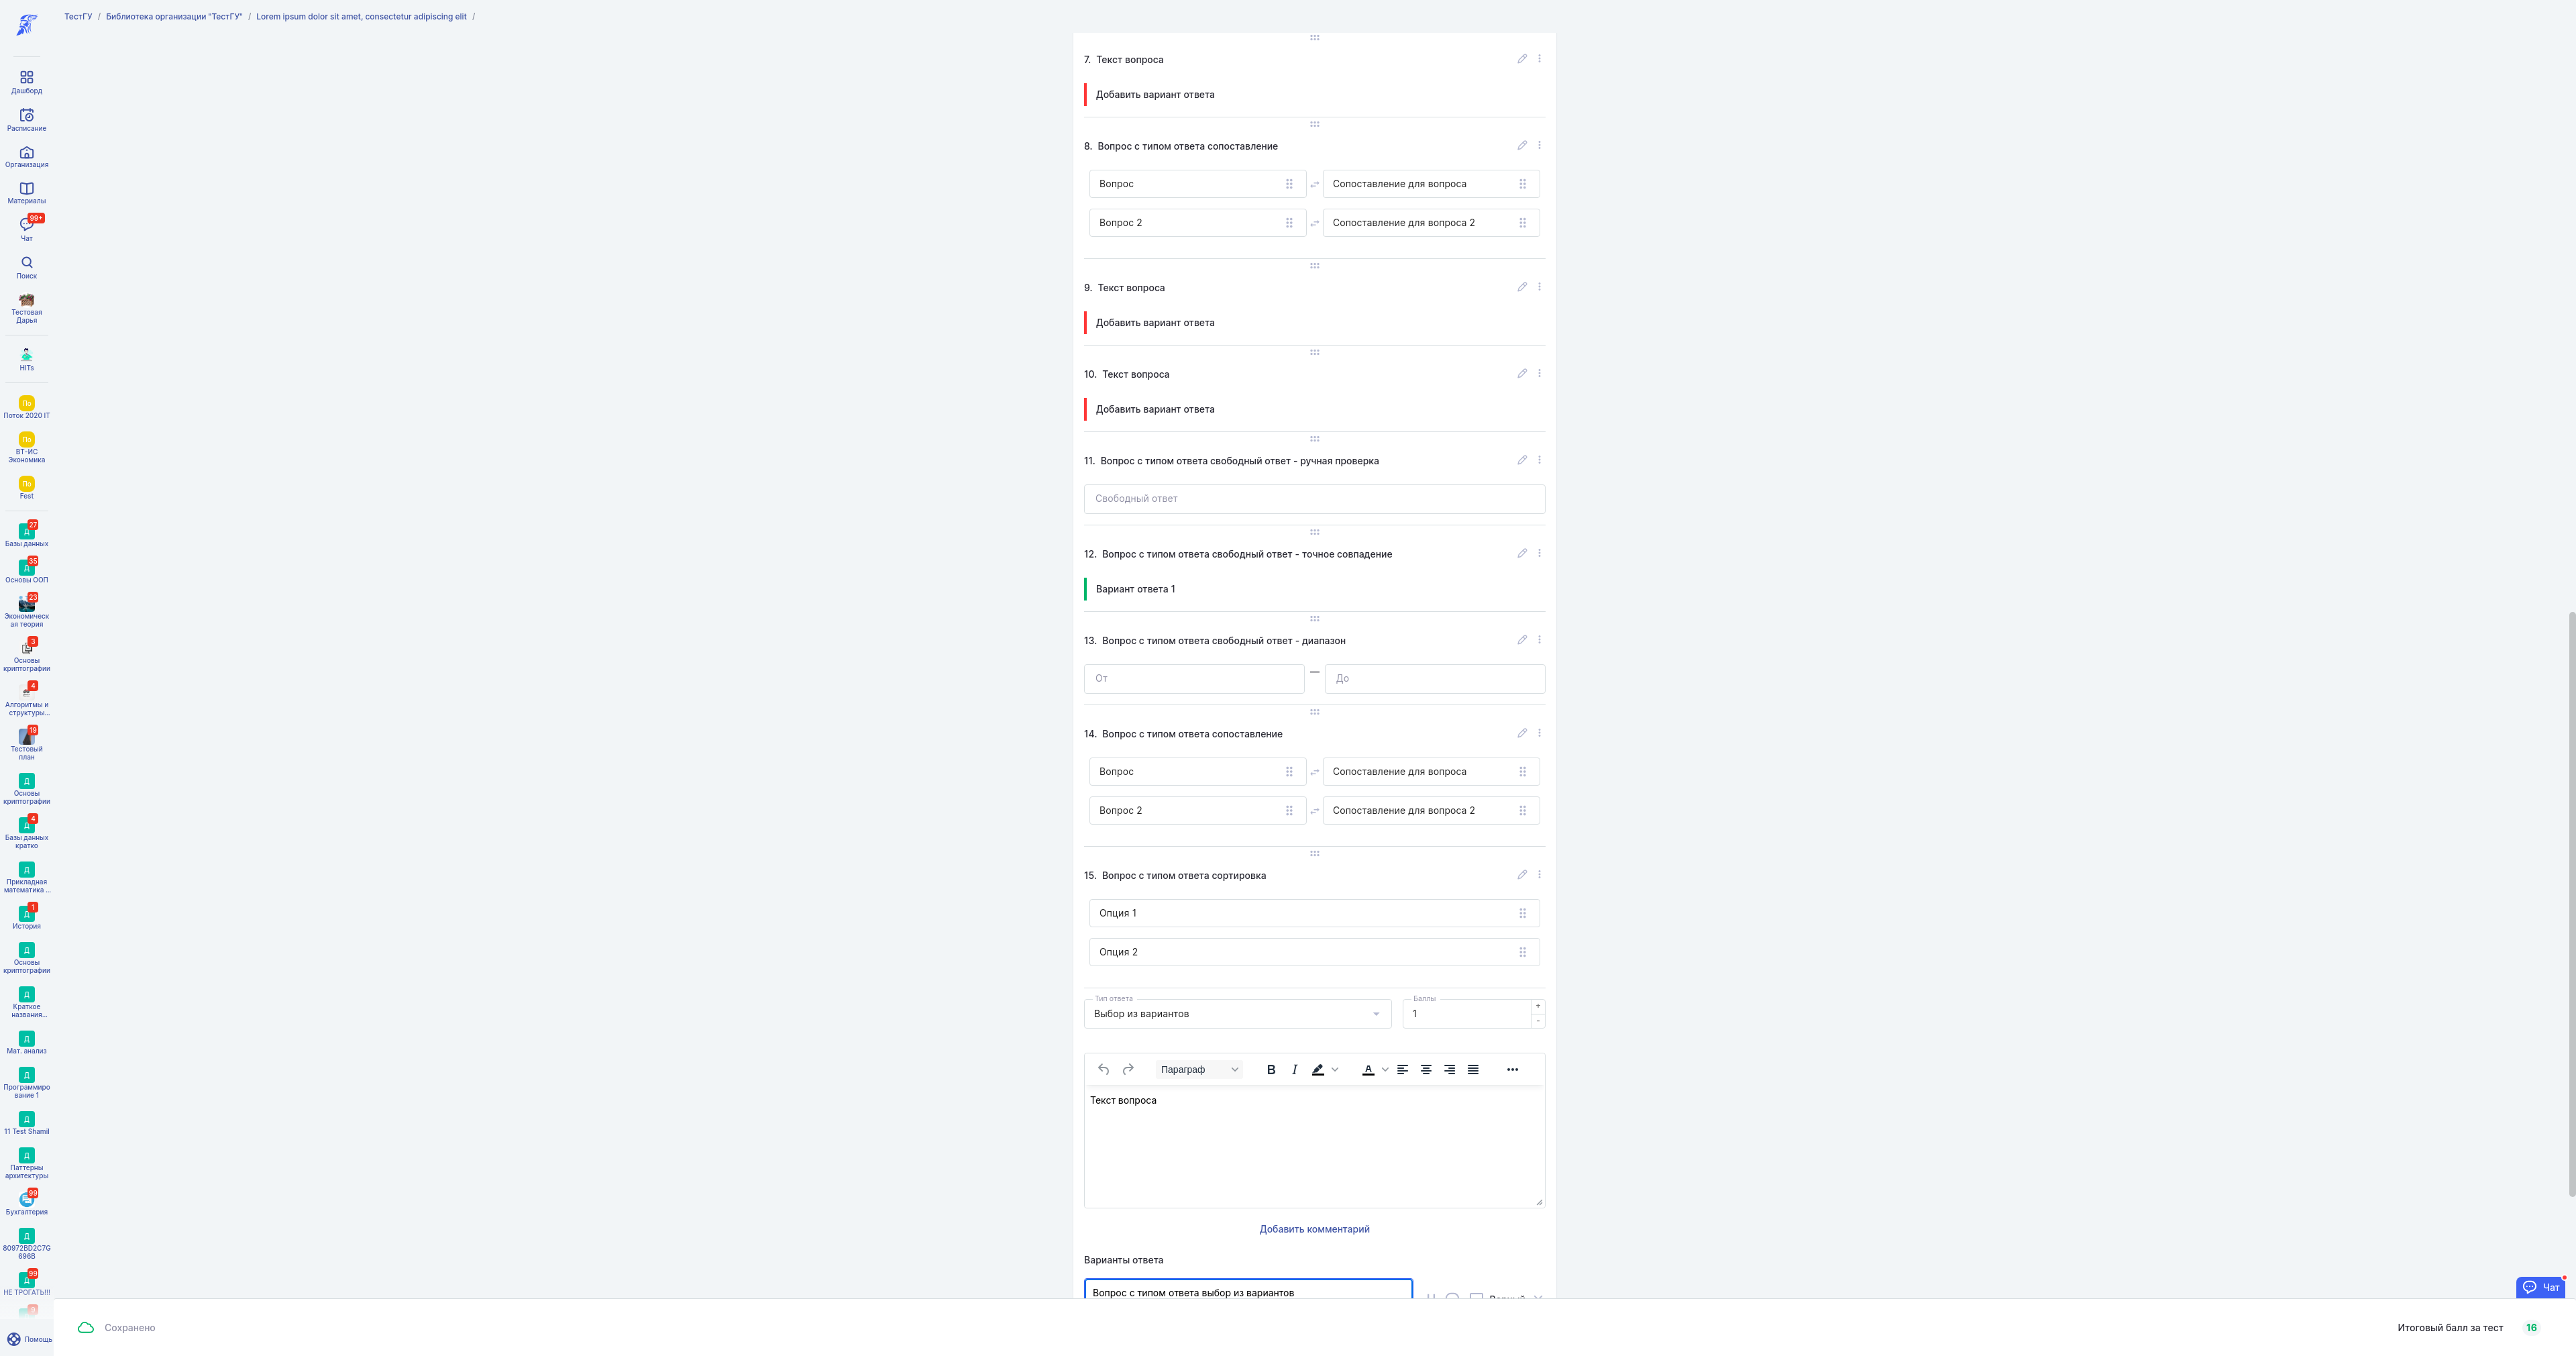 ТестГУ / Библиотека организации "ТестГУ" / Lorem ipsum dolor sit amet, consectetur adipiscing elit /
Дашборд
Расписание
Организация
Материалы
99+
Чат
Поиск
Тестовая
Дарья
HITs
По
Поток 2020 IT
По
ВТ-ИС
Экономика
По
Fest
27
Д
Базы данных
35
Д
Основы ООП
23
Экономическ
ая теория
3
Основы
криптографии
4
Алгоритмы и
структуры...
19
Тестовый
план
Д
Основы
криптографии
4
Д
Базы данных
кратко
Д
Прикладная
математика ...
1
Д
История
Д
Основы
криптографии
Д
Краткое
названия...
Д
Мат. анализ
Д
Программиро
вание 1
Д
11 Test Shamil
Д
Паттерны
архитектуры
99
Бухгалтерия
Д
80972BD2C7G
696B
99
Д
НЕ ТРОГАТЬ!!!
Помощь
7. Текст вопроса
Добавить вариант ответа
8. Вопрос с типом ответа сопоставление
Вопрос
Сопоставление для вопроса
Вопрос 2
Сопоставление для вопроса 2
9. Текст вопроса
Добавить вариант ответа
10. Текст вопроса
Добавить вариант ответа
11. Вопрос с типом ответа свободный ответ - ручная проверка
Свободный ответ
12. Вопрос с типом ответа свободный ответ - точное совпадение
Вариант ответа 1
13. Вопрос с типом ответа свободный ответ - диапазон
От
—
До
14. Вопрос с типом ответа сопоставление
Вопрос
Сопоставление для вопроса
Вопрос 2
Сопоставление для вопроса 2
15. Вопрос с типом ответа сортировка
Опция 1
Опция 2
Тип ответа
Выбор из вариантов
Баллы
1
+
-
Параграф
B I A
Текст вопроса
Добавить комментарий
Варианты ответа
Вопрос с типом ответа выбор из вариантов
Чат
Сохранено
Итоговый балл за тест 16